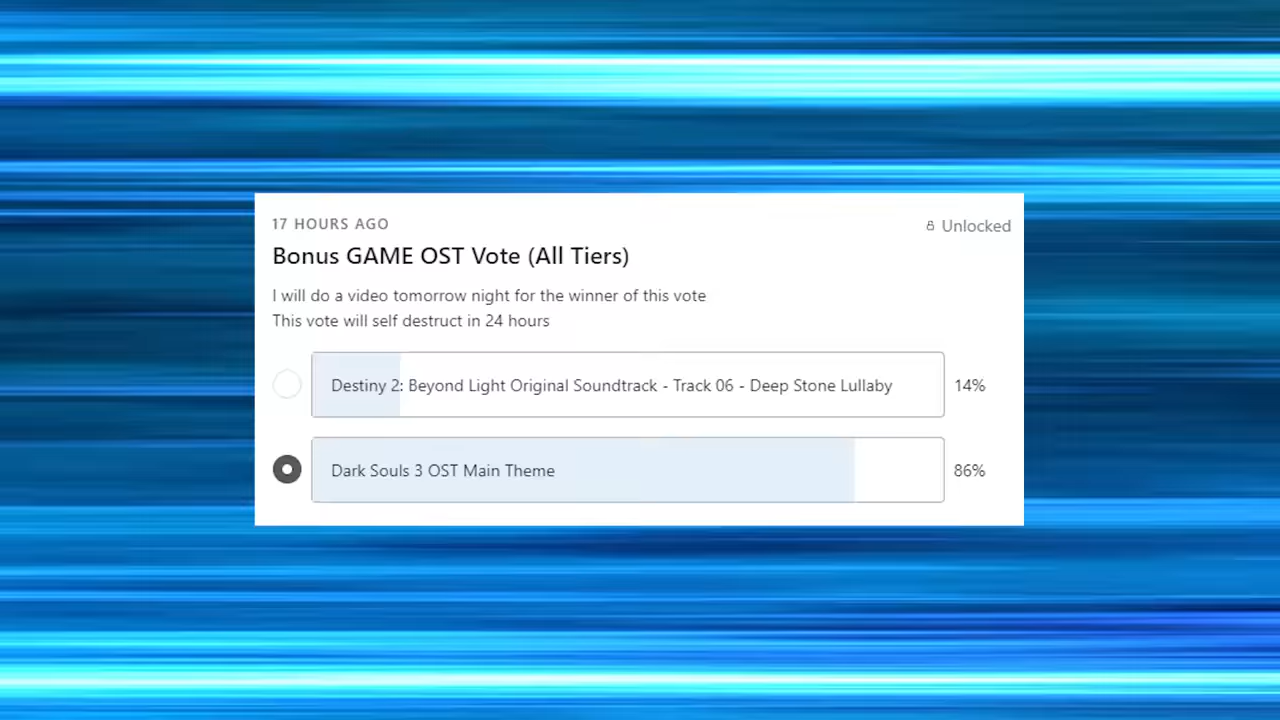 17 HOURS AGO
Unlocked
Bonus GAME OST Vote (All Tiers)
I will do a video tomorrow night for the winner of this vote
This vote will self destruct in 24 hours
Destiny 2: Beyond Light Original Soundtrack - Track 06 - Deep Stone Lullaby 14%
Dark Souls 3 OST Main Theme 86%